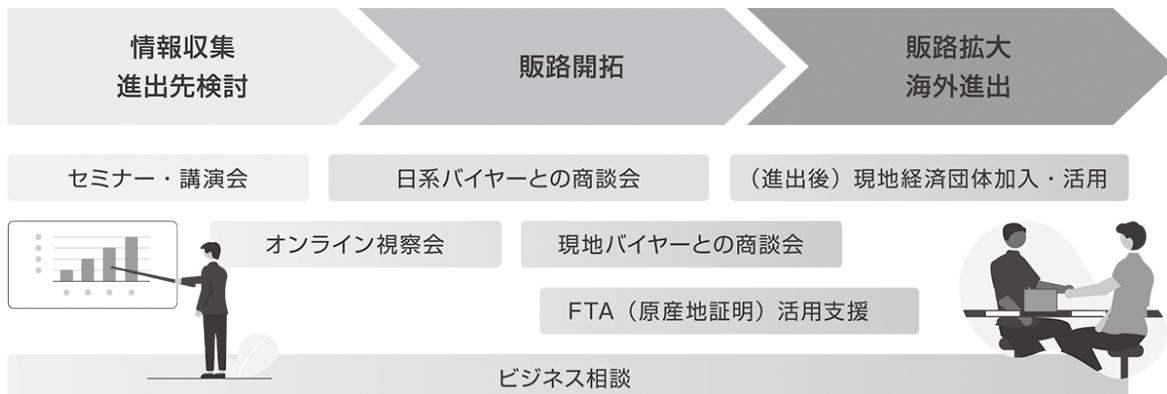 情報収集
進出先検討
販路開拓
販路拡大
海外進出
セミナー・講演会
日系バイヤーとの商談会
（進出後）現地経済団体加入・活用
オンライン視察会
現地バイヤーとの商談会
FTA（原産地証明）活用支援
ビジネス相談